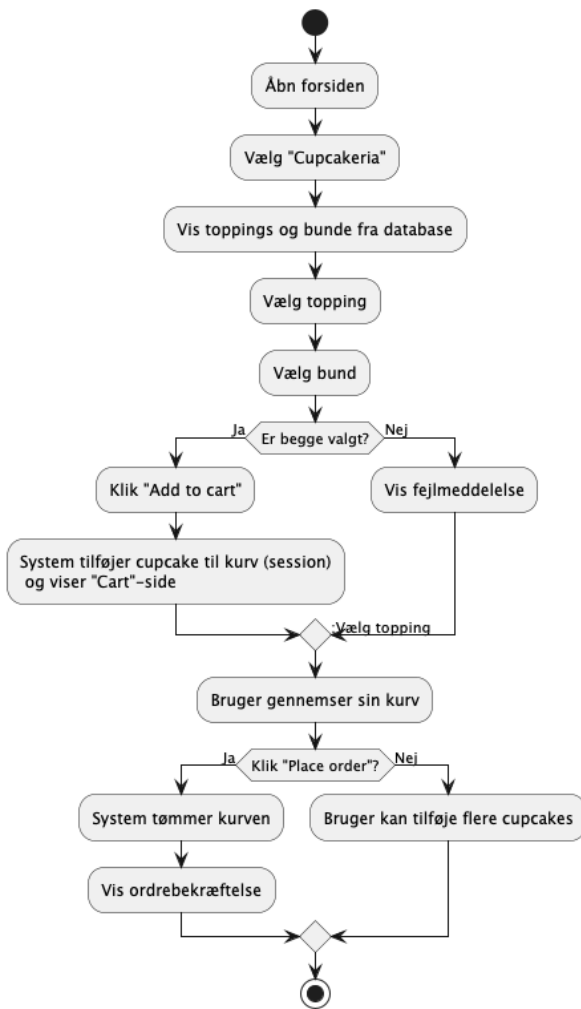 Åbn forsiden
Vælg "Cupcakeria"
Vis toppings og bunde fra database
Vælg topping
Vælg bund
Er begge valgt?
Ja
Nej
Klik "Add to cart"
Vis fejlmeddelelse
System tilføjer cupcake til kurv (session)
og viser "Cart"-side
:Vælg topping
Bruger gennemser sin kurv
Klik "Place order"?
Ja
Nej
System tømmer kurven
Bruger kan tilføje flere cupcakes
Vis ordrebekræftelse